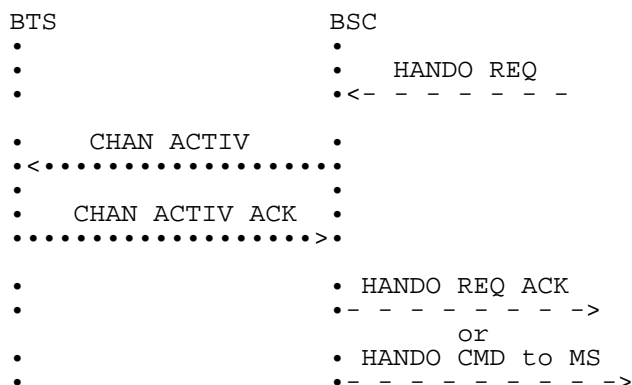 BTS BSC
HANDO REQ
CHAN ACTIV
CHAN ACTIV ACK
HANDO REQ ACK
or
HANDO CMD to MS